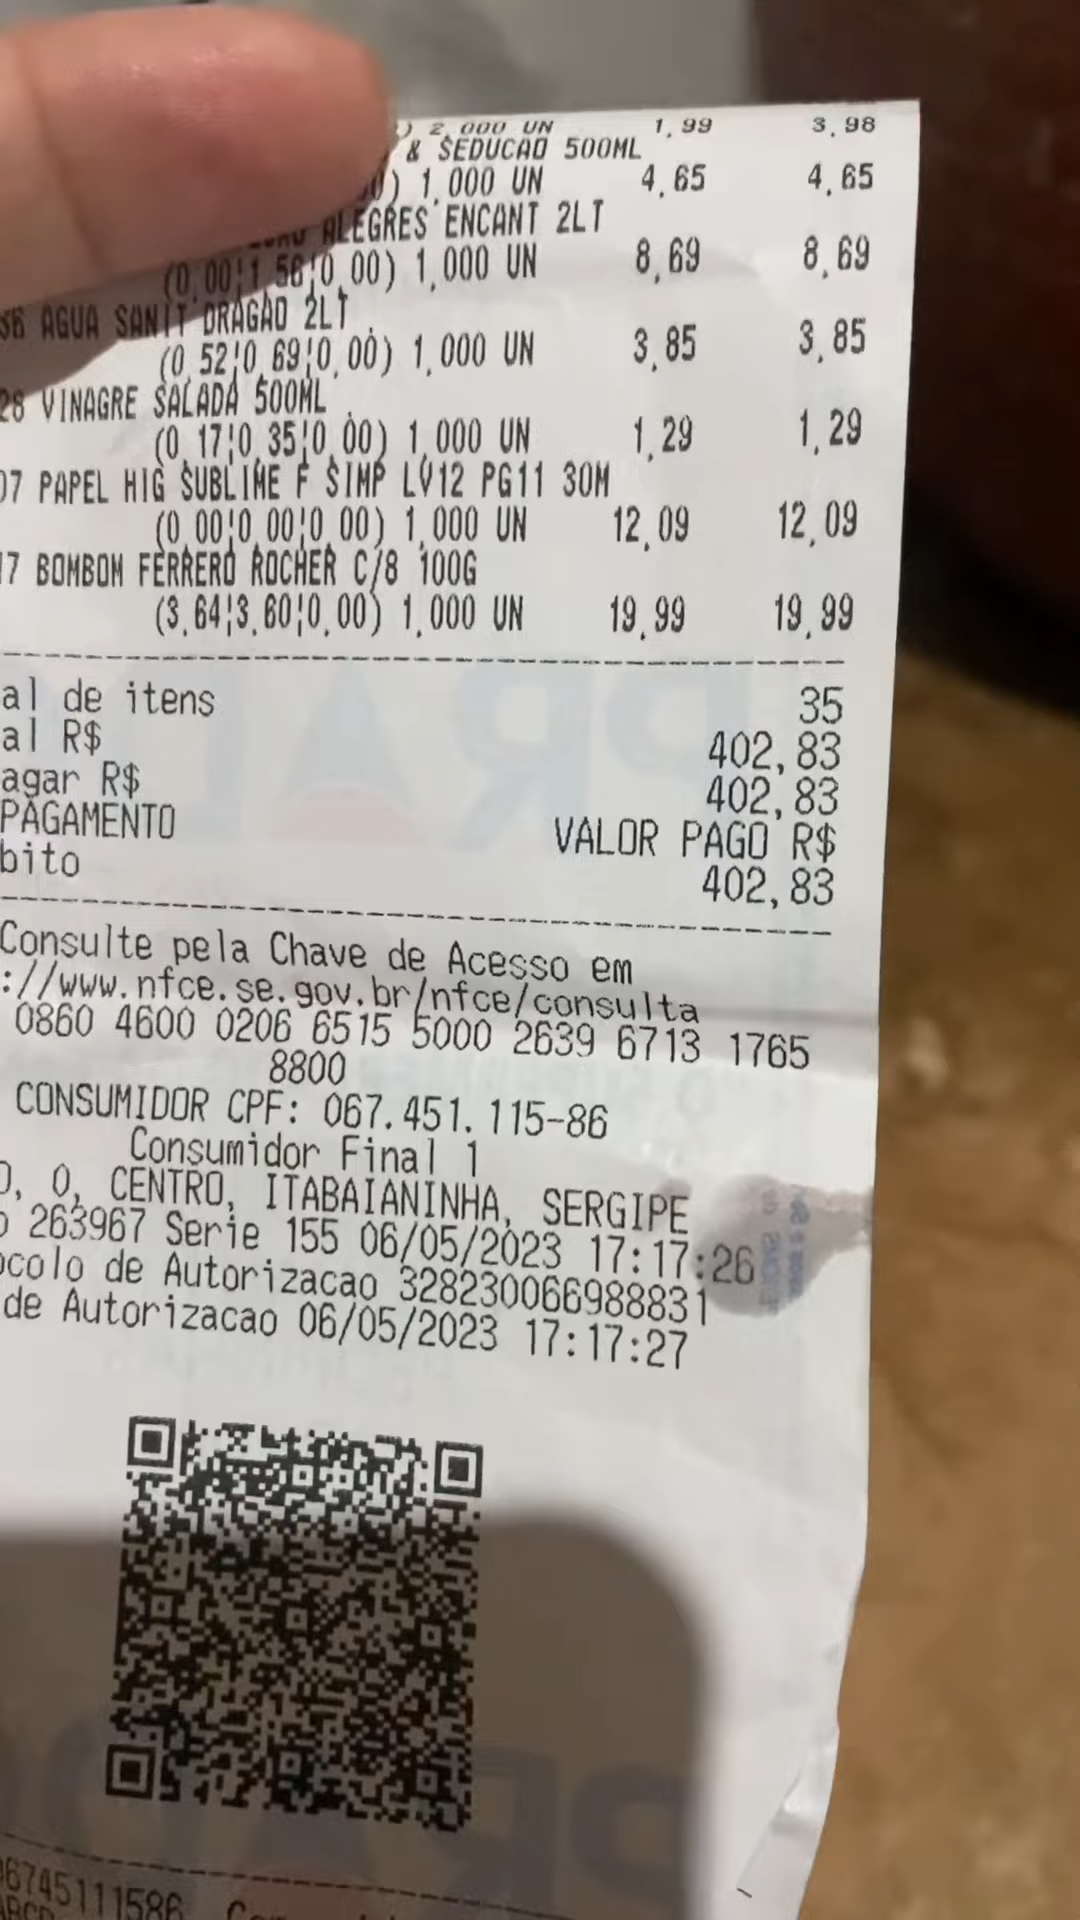 ) 2,000 UN 1,99 3,98
& SEDUCAO 500ML
) 1,000 UN 4,65 4,65
ALEGRES ENCANT 2LT
(0,00¦1,56¦0,00) 1,000 UN 8,69 8,69
AGUA SANIT DRAGAO 2LT
(0,52¦0,69¦0,00) 1,000 UN 3,85 3,85
28 VINAGRE SALADA 500ML
(0,17¦0,35¦0,00) 1,000 UN 1,29 1,29
07 PAPEL HIG SUBLIME F SIMP LV12 PG11 30M
(0,00¦0,00¦0,00) 1,000 UN 12,09 12,09
17 BOMBOM FERRERO ROCHER C/8 100G
(3,64¦3,60¦0,00) 1,000 UN 19,99 19,99
al de itens 35
al R$ 402,83
agar R$ 402,83
PAGAMENTO VALOR PAGO R$
bito 402,83
Consulte pela Chave de Acesso em
://www.nfce.se.gov.br/nfce/consulta
0860 4600 0206 6515 5000 2639 6713 1765
8800
CONSUMIDOR CPF: 067.451.115-86
Consumidor Final 1
O, 0, CENTRO, ITABAIANINHA, SERGIPE
o 263967 Serie 155 06/05/2023 17:17:26
ocolo de Autorizacao 328230066988831
de Autorizacao 06/05/2023 17:17:27
06745111586